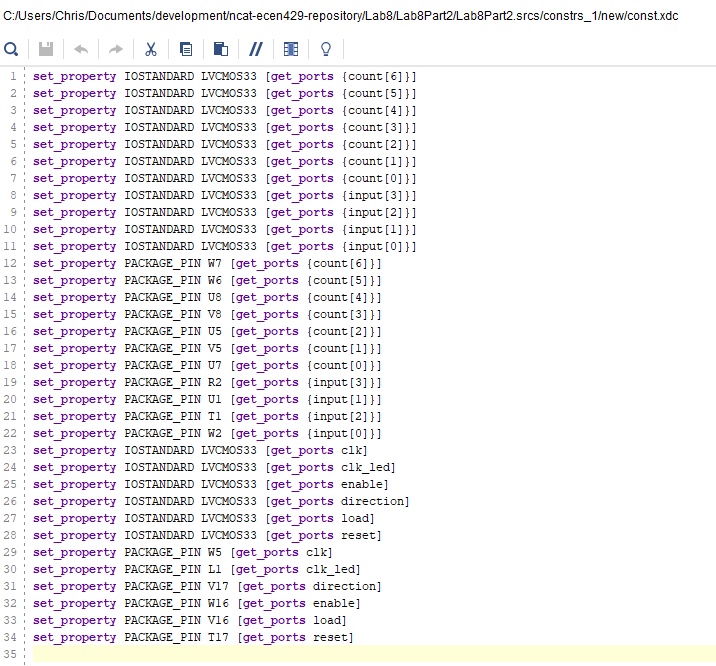 C:/Users/Chris/Documents/development/ncat-ecen429-repository/Lab8/Lab8Part2/Lab8Part2.srcs/constrs_1/new/const.xdc
1 set_property IOSTANDARD LVCMOS33 [get_ports {count[6]}]
2 set_property IOSTANDARD LVCMOS33 [get_ports {count[5]}]
3 set_property IOSTANDARD LVCMOS33 [get_ports {count[4]}]
4 set_property IOSTANDARD LVCMOS33 [get_ports {count[3]}]
5 set_property IOSTANDARD LVCMOS33 [get_ports {count[2]}]
6 set_property IOSTANDARD LVCMOS33 [get_ports {count[1]}]
7 set_property IOSTANDARD LVCMOS33 [get_ports {count[0]}]
8 set_property IOSTANDARD LVCMOS33 [get_ports {input[3]}]
9 set_property IOSTANDARD LVCMOS33 [get_ports {input[2]}]
10 set_property IOSTANDARD LVCMOS33 [get_ports {input[1]}]
11 set_property IOSTANDARD LVCMOS33 [get_ports {input[0]}]
12 set_property PACKAGE_PIN W7 [get_ports {count[6]}]
13 set_property PACKAGE_PIN W6 [get_ports {count[5]}]
14 set_property PACKAGE_PIN U8 [get_ports {count[4]}]
15 set_property PACKAGE_PIN V8 [get_ports {count[3]}]
16 set_property PACKAGE_PIN U5 [get_ports {count[2]}]
17 set_property PACKAGE_PIN V5 [get_ports {count[1]}]
18 set_property PACKAGE_PIN U7 [get_ports {count[0]}]
19 set_property PACKAGE_PIN R2 [get_ports {input[3]}]
20 set_property PACKAGE_PIN U1 [get_ports {input[1]}]
21 set_property PACKAGE_PIN T1 [get_ports {input[2]}]
22 set_property PACKAGE_PIN W2 [get_ports {input[0]}]
23 set_property IOSTANDARD LVCMOS33 [get_ports clk]
24 set_property IOSTANDARD LVCMOS33 [get_ports clk_led]
25 set_property IOSTANDARD LVCMOS33 [get_ports enable]
26 set_property IOSTANDARD LVCMOS33 [get_ports direction]
27 set_property IOSTANDARD LVCMOS33 [get_ports load]
28 set_property IOSTANDARD LVCMOS33 [get_ports reset]
29 set_property PACKAGE_PIN W5 [get_ports clk]
30 set_property PACKAGE_PIN L1 [get_ports clk_led]
31 set_property PACKAGE_PIN V17 [get_ports direction]
32 set_property PACKAGE_PIN W16 [get_ports enable]
33 set_property PACKAGE_PIN V16 [get_ports load]
34 set_property PACKAGE_PIN T17 [get_ports reset]
35